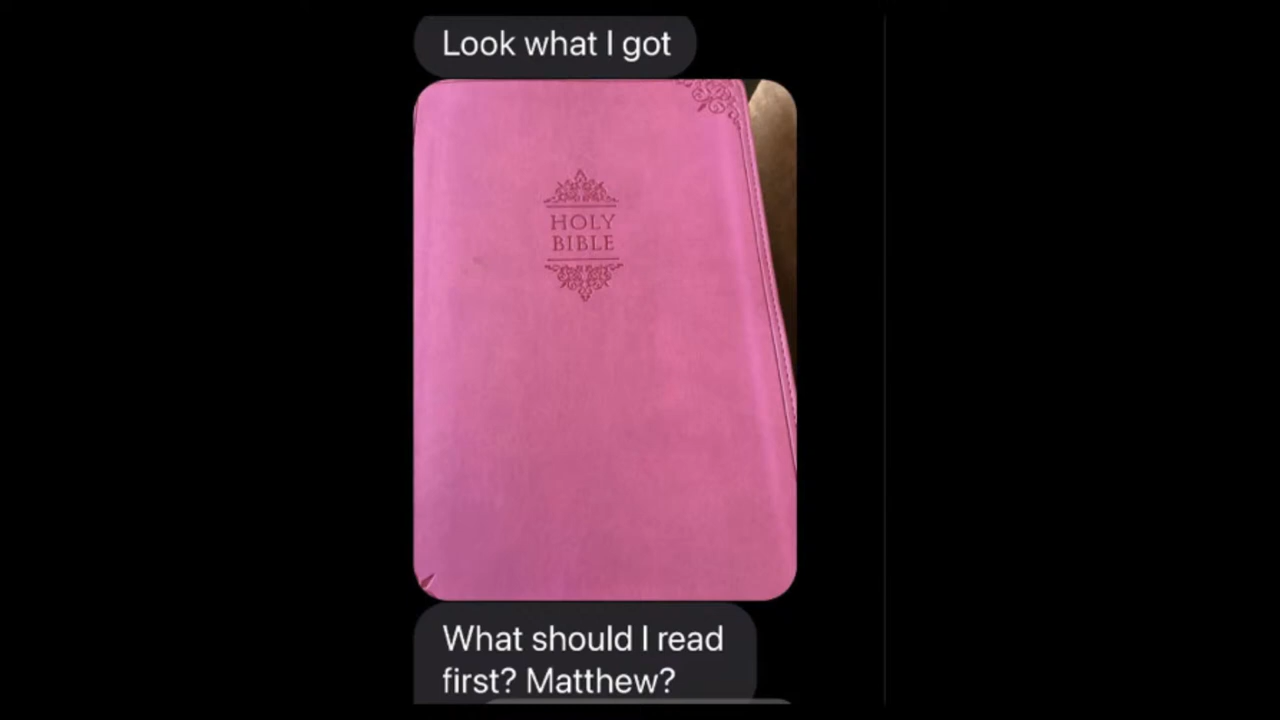 Look what I got
HOLY
BIBLE
What should I read
first? Matthew?